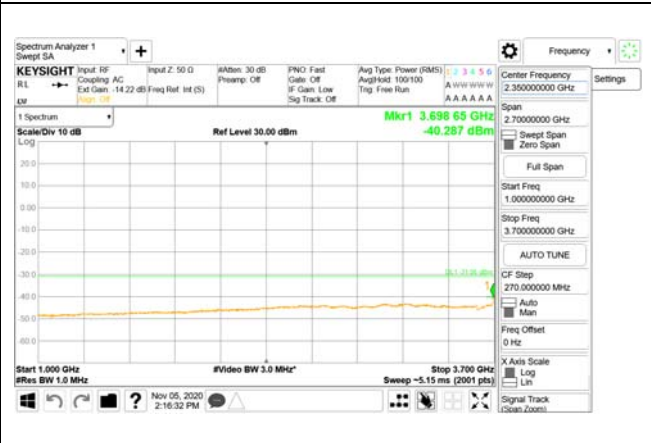 Spectrum Analyzer 1
Swept SA
Frequency
KEYSIGHT
RL
Input: RF
Coupling: AC
Ext Gain: -14.22 dB
Align: Off
Input Z: 50 Ω
Freq Ref: Int (S)
#Atten: 30 dB
Preamp: Off
PNO: Fast
Gate: Off
IF Gain: Low
Sig Track: Off
Avg Type: Power (RMS)
Avg|Hold: 100/100
Trig: Free Run
1 2 3 4 5 6
A W W W W W
A A A A A A
1 Spectrum
Scale/Div 10 dB
Log
Ref Level 30.00 dBm
Mkr1 3.698 65 GHz
-40.287 dBm
20.0
10.0
0.00
-10.0
-20.0
-30.0
-40.0
-50.0
-60.0
1
Start 1.000 GHz
#Res BW 1.0 MHz
#Video BW 3.0 MHz*
Stop 3.700 GHz
Sweep ~5.15 ms (2001 pts)
Nov 05, 2020
2:16:32 PM
Center Frequency
2.350000000 GHz
Settings
Span
2.70000000 GHz
Swept Span
Zero Span
Full Span
Start Freq
1.000000000 GHz
Stop Freq
3.700000000 GHz
AUTO TUNE
CF Step
270.000000 MHz
Auto
Man
Freq Offset
0 Hz
X Axis Scale
Log
Lin
Signal Track
(Span Zoom)